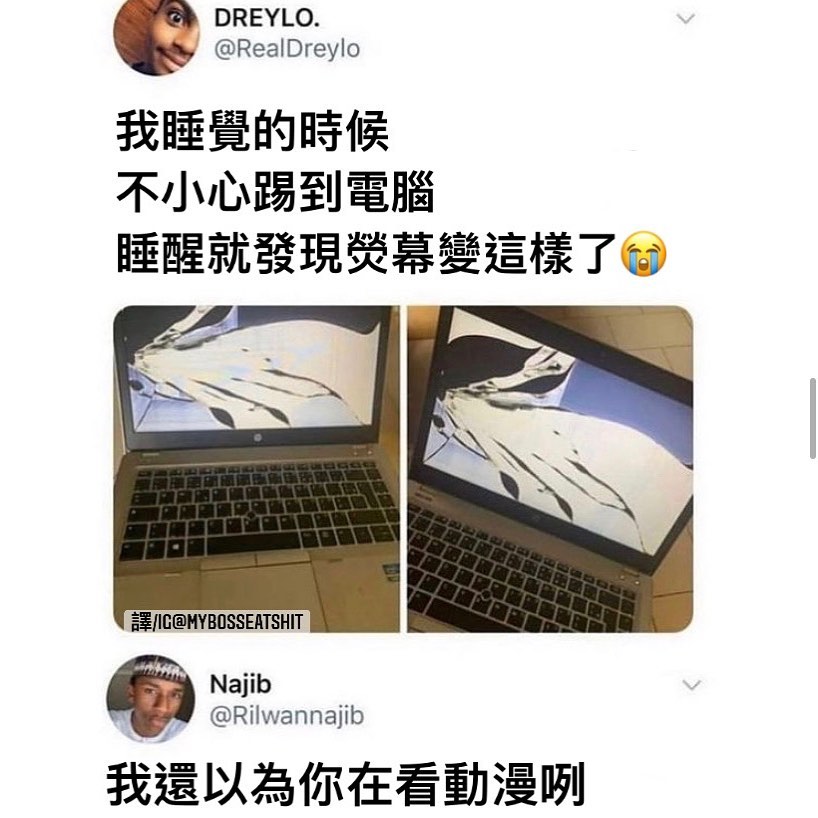 DREYLO.
@RealDreylo
我睡覺的時候
不小心踢到電腦
睡醒就發現熒幕變這樣了😭
譯/IG@MYBOSSEATSHIT
Najib
@Rilwannajib
我還以為你在看動漫咧